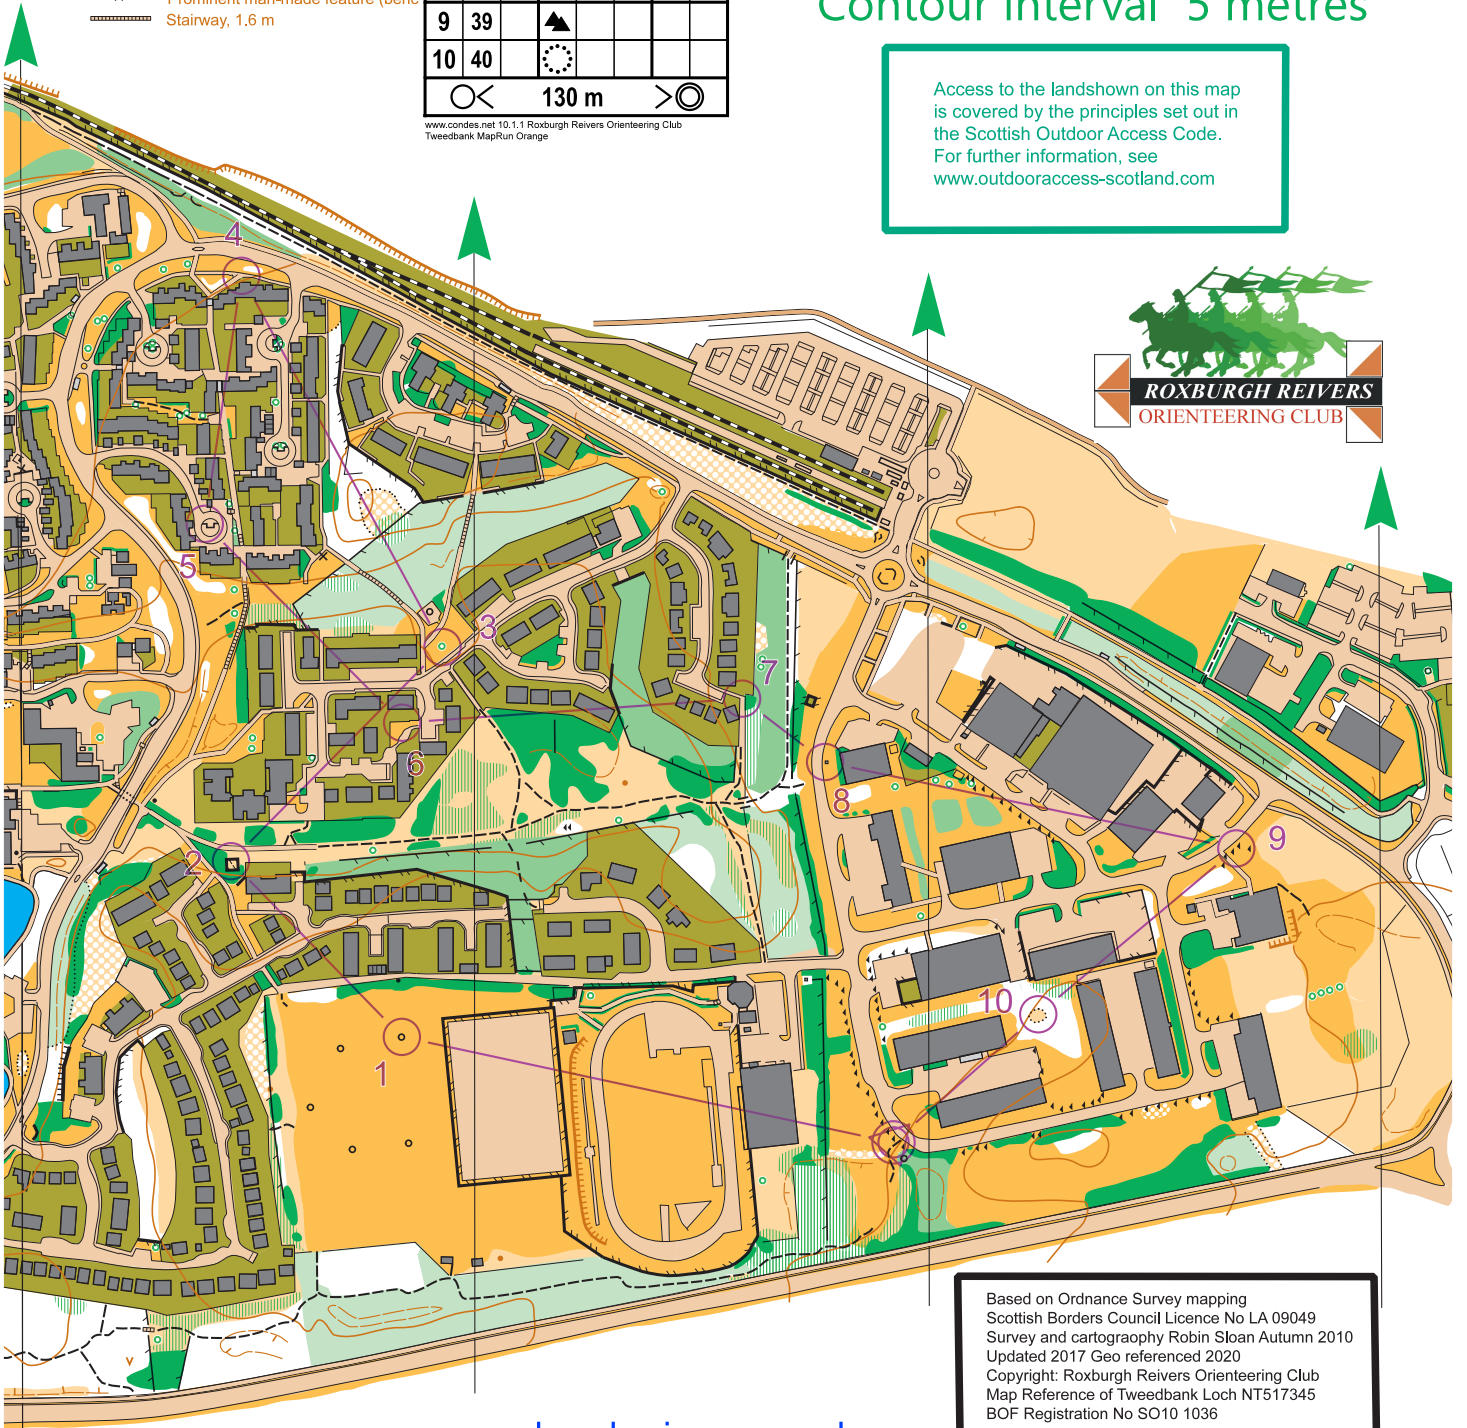 Prominent man-made feature (benc
Stairway, 1.6 m
9 39
10 40
130 m
www.condes.net 10.1.1 Roxburgh Reivers Orienteering Club
Tweedbank MapRun Orange
Contour interval 5 metres
Access to the landshown on this map
is covered by the principles set out in
the Scottish Outdoor Access Code.
For further information, see
www.outdooraccess-scotland.com
ROXBURGH REIVERS
ORIENTEERING CLUB
4
5
3
7
6
8
2
9
10
1
Based on Ordnance Survey mapping
Scottish Borders Council Licence No LA 09049
Survey and cartograophy Robin Sloan Autumn 2010
Updated 2017 Geo referenced 2020
Copyright: Roxburgh Reivers Orienteering Club
Map Reference of Tweedbank Loch NT517345
BOF Registration No SO10 1036